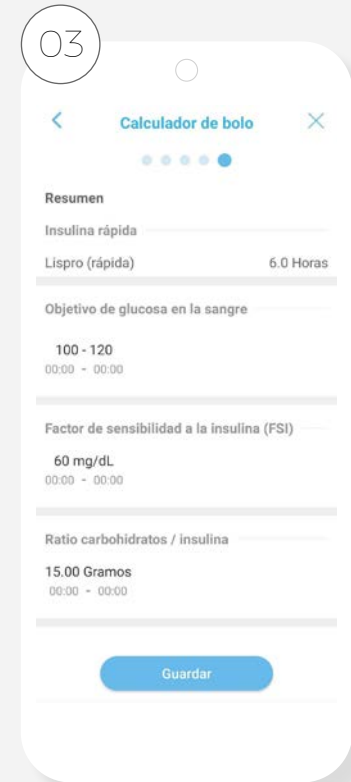 03
Calculador de bolo
Resumen
Insulina rápida
Lispro (rápida) 6.0 Horas
Objetivo de glucosa en la sangre
100 - 120
00:00 - 00:00
Factor de sensibilidad a la insulina (FSI)
60 mg/dL
00:00 - 00:00
Ratio carbohidratos / insulina
15.00 Gramos
00:00 - 00:00
Guardar